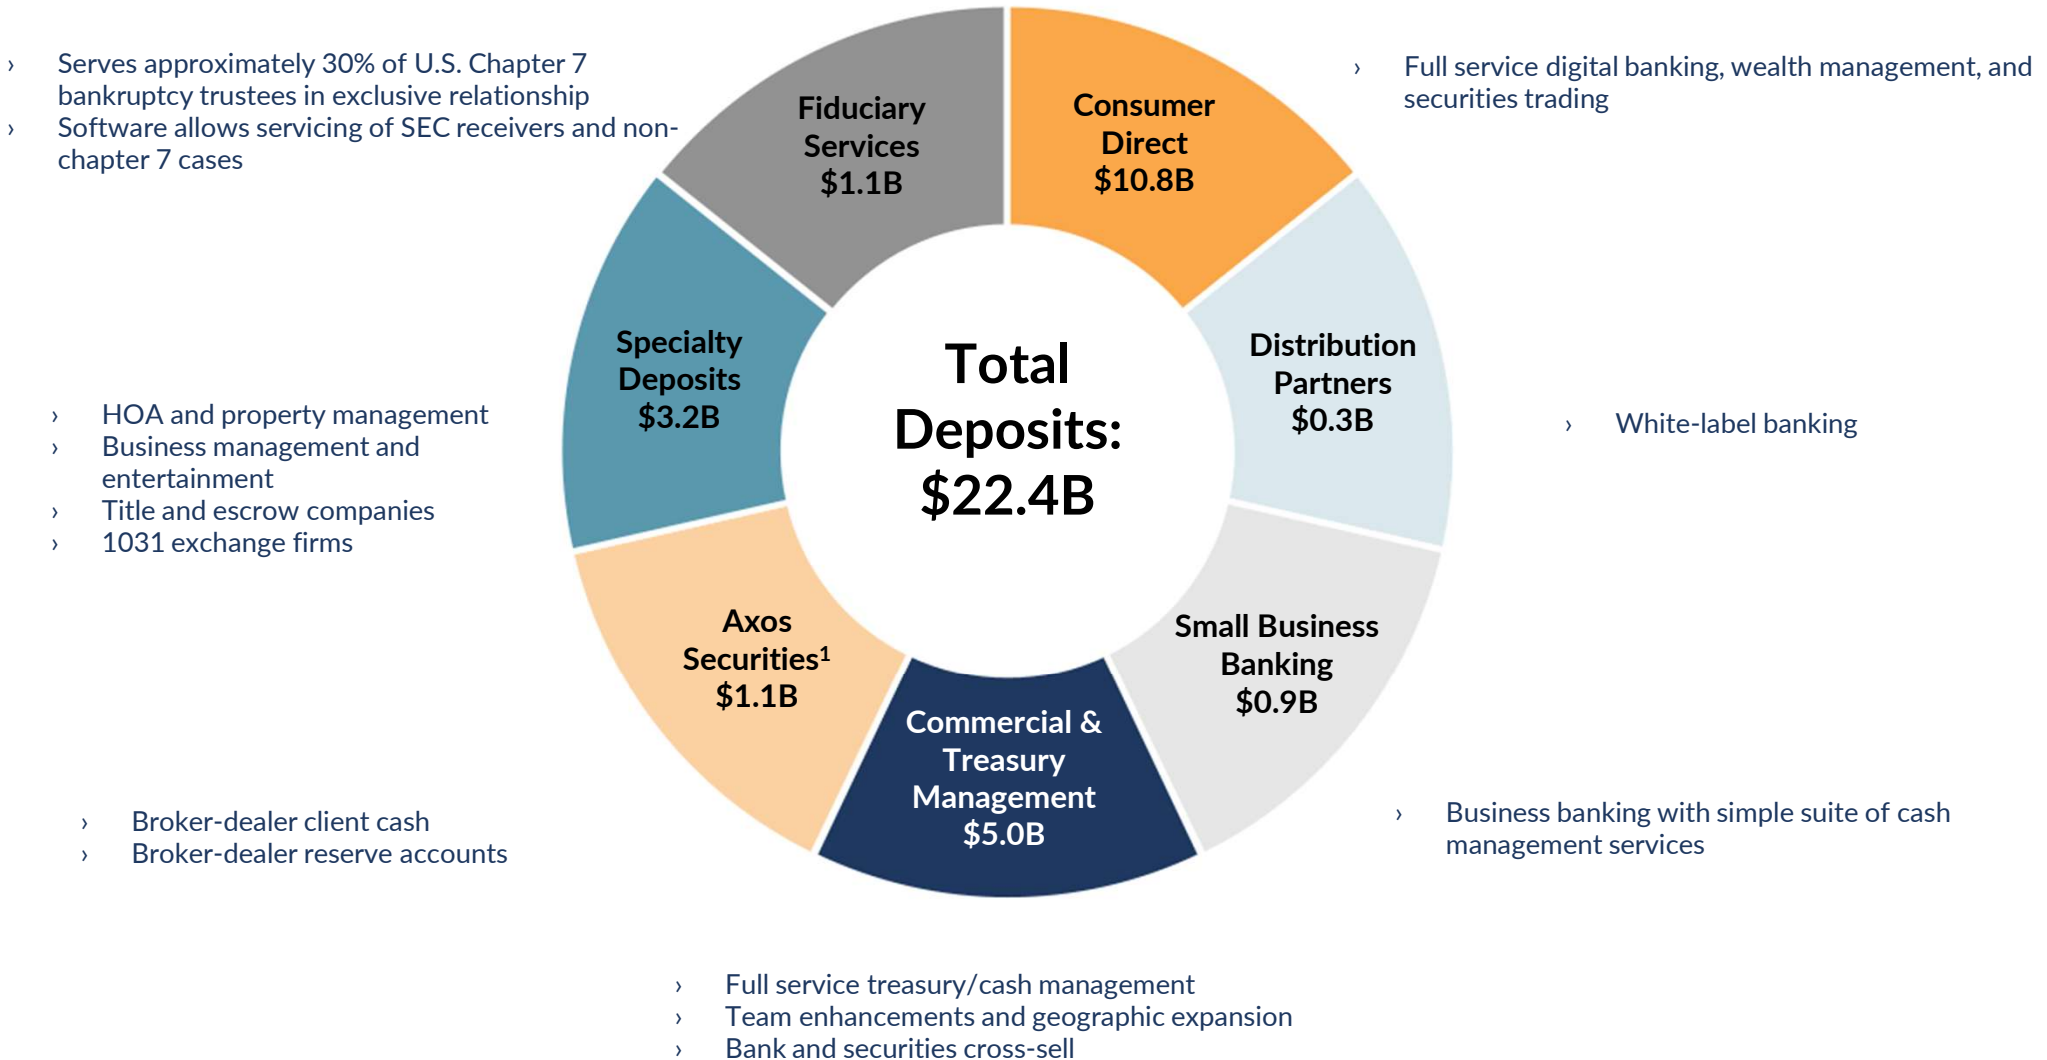 › Serves approximately 30% of U.S. Chapter 7
bankruptcy trustees in exclusive relationship
› Software allows servicing of SEC receivers and non-
chapter 7 cases
Fiduciary
Services
$1.1B
Consumer
Direct
$10.8B
› Full service digital banking, wealth management, and
securities trading
Specialty
Deposits
$3.2B
Total
Deposits:
$22.4B
Distribution
Partners
$0.3B
› HOA and property management
› Business management and
entertainment
› Title and escrow companies
› 1031 exchange firms
› White-label banking
Axos
Securities¹
$1.1B
Small Business
Banking
$0.9B
Commercial &
Treasury
Management
$5.0B
› Broker-dealer client cash
› Broker-dealer reserve accounts
› Business banking with simple suite of cash
management services
› Full service treasury/cash management
› Team enhancements and geographic expansion
› Bank and securities cross-sell